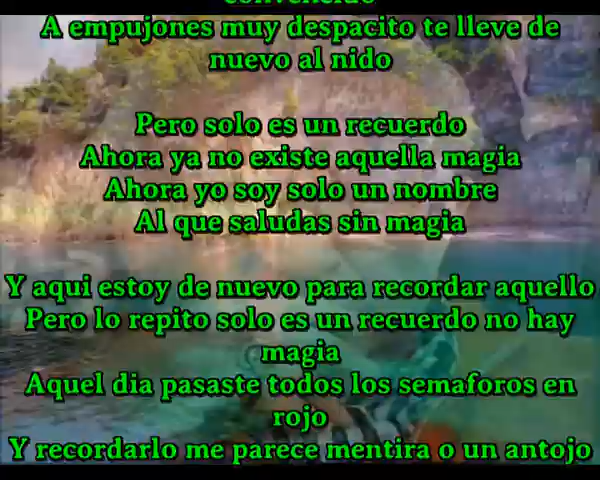 convencido
A empujones muy despacito te lleve de
nuevo al nido
Pero solo es un recuerdo
Ahora ya no existe aquella magia
Ahora yo soy solo un nombre
Al que saludas sin magia
Y aqui estoy de nuevo para recordar aquello
Pero lo repito solo es un recuerdo no hay
magia
Aquel dia pasaste todos los semaforos en
rojo
Y recordarlo me parece mentira o un antojo